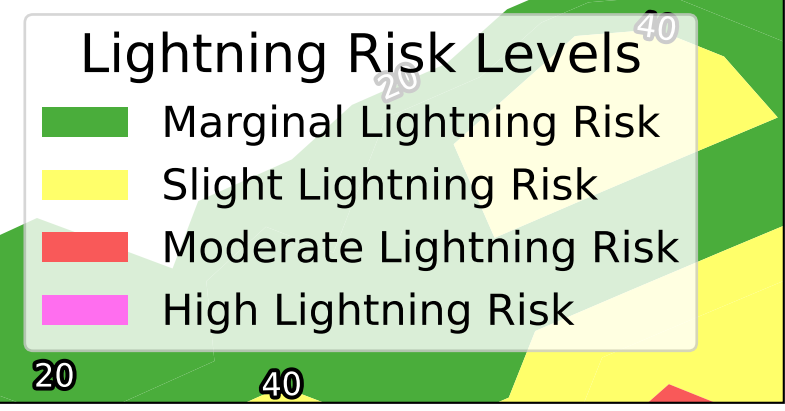 40
Lightning Risk Levels
20
Marginal Lightning Risk
Slight Lightning Risk
Moderate Lightning Risk
High Lightning Risk
20
40